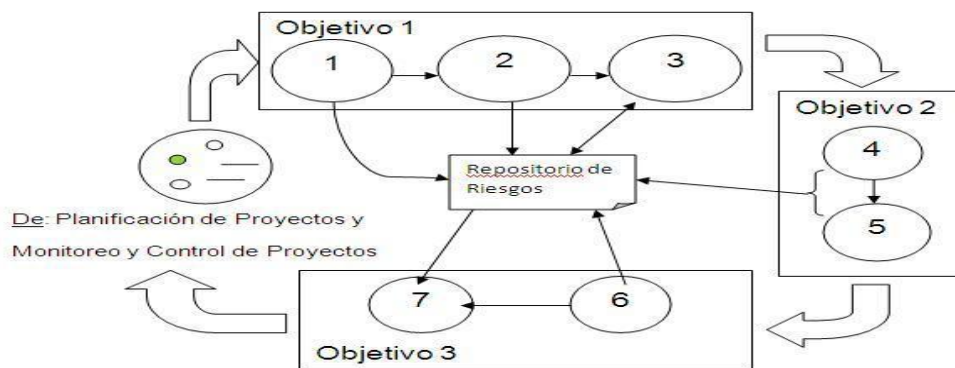 Objetivo 1
1
2
3
Objetivo 2
4
5
Repositorio de
Riesgos
De: Planificación de Proyectos y
Monitoreo y Control de Proyectos
7
6
Objetivo 3